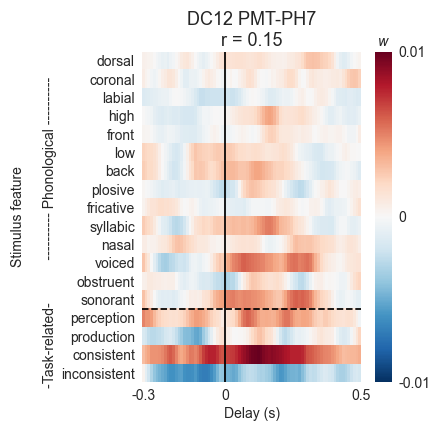 DC12 PMT-PH7
r = 0.15
w
dorsal
coronal
labial
high
front
low
back
plosive
fricative
syllabic
nasal
voiced
obstruent
sonorant
perception
production
consistent
inconsistent
Stimulus feature
-Task-related- ---------- Phonological ----------
0.01
0
-0.01
-0.3 0 0.5
Delay (s)